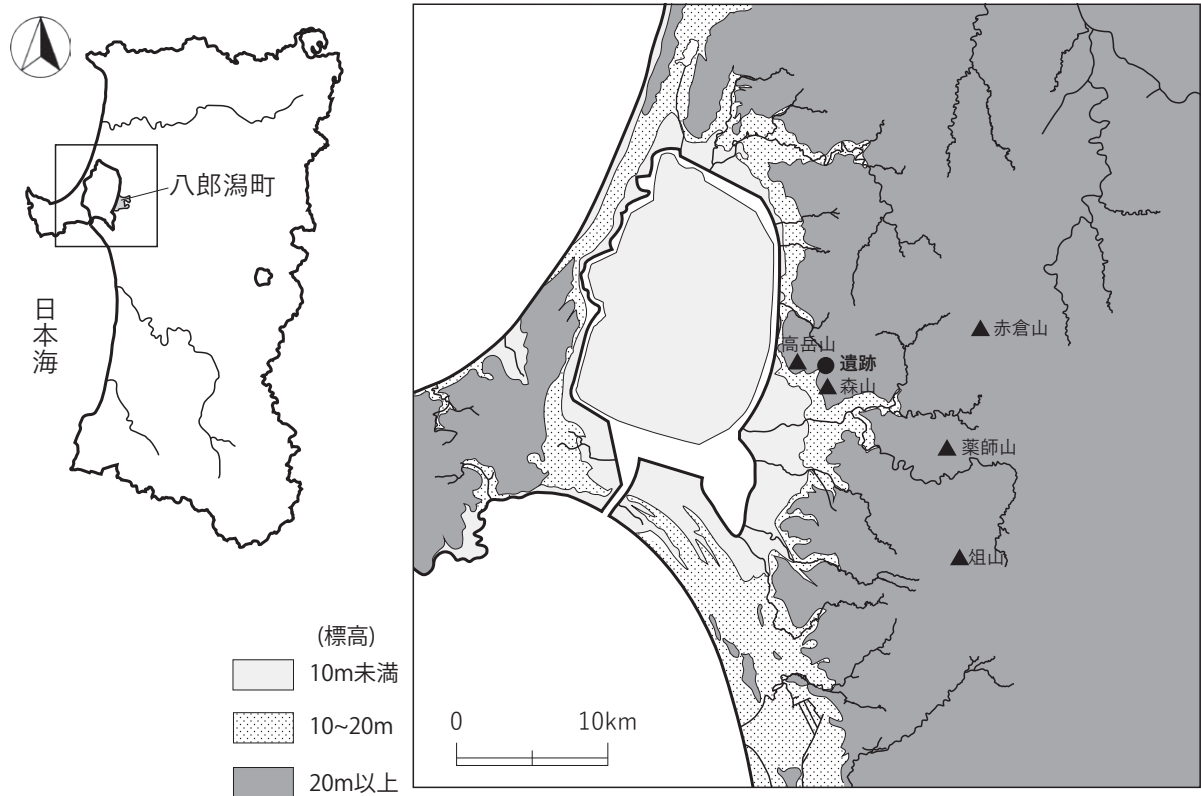 八郎潟町
日本海
(標高)
10m未満
10~20m
20m以上
0 10km
高岳山
遺跡
森山
赤倉山
薬師山
俎山